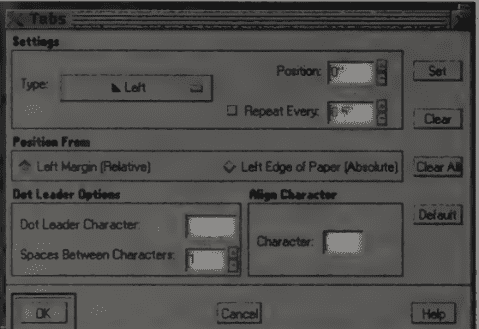 Tabs
Settings
Type: Left
Position: 0"
Set
Repeat Every:
Clear
Position From
Left Margin (Relative)
Left Edge of Paper (Absolute)
Clear All
Dot Leader Options
Align Character
Default
Dot Leader Character:
Character:
Spaces Between Characters: 1
OK
Cancel
Help